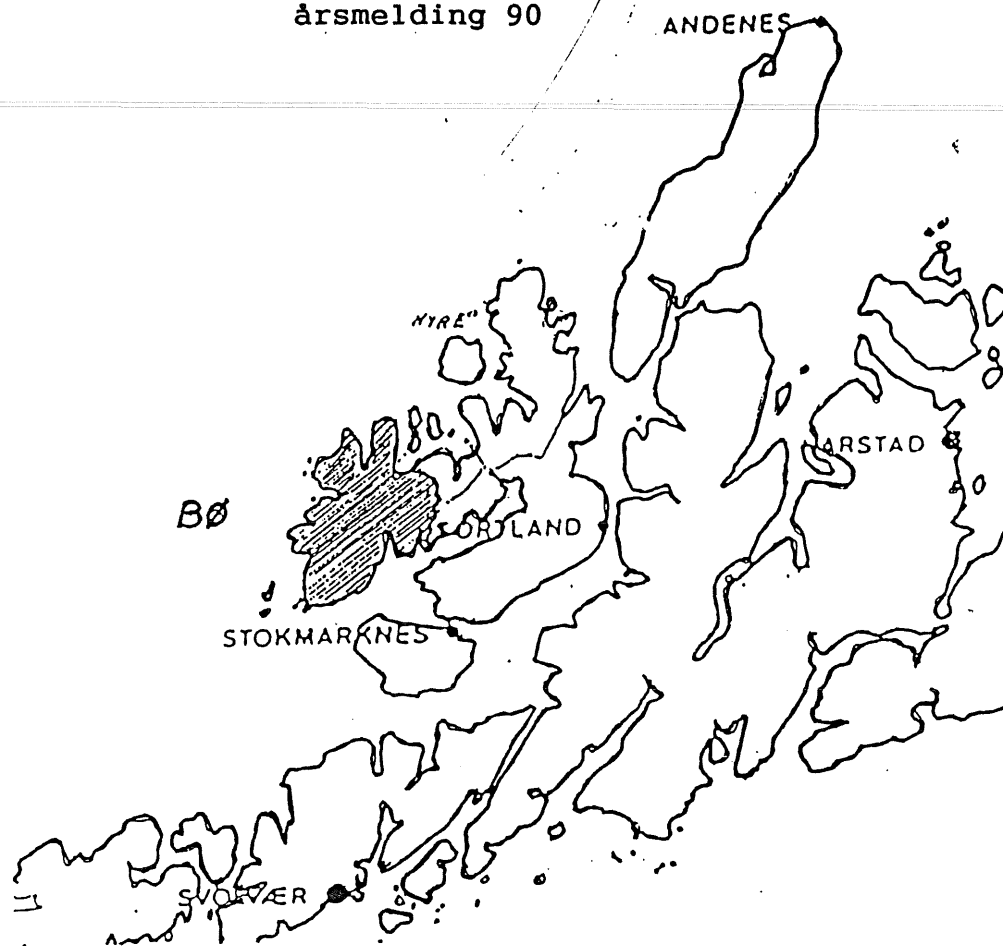 årsmelding 90
ANDENES
NYRE"
ARSTAD
BØ
SORTLAND
STOKMARKNES
SVOLVÆR